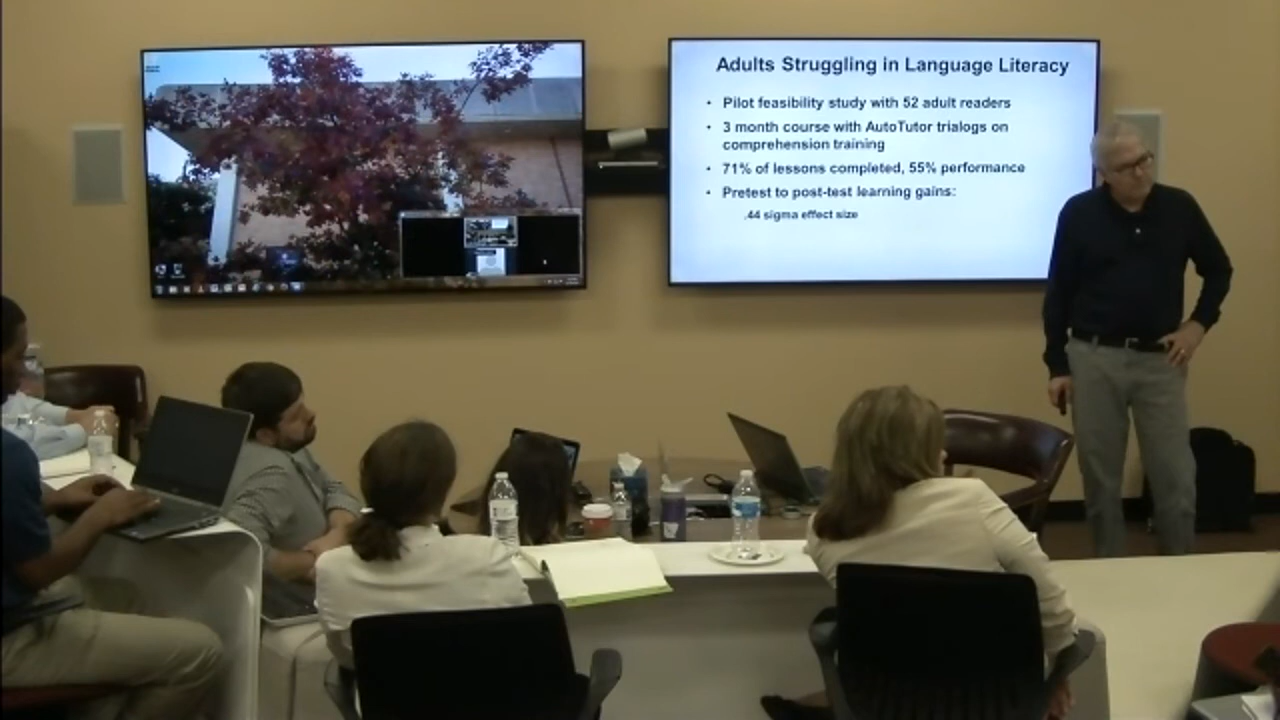 Adults Struggling in Language Literacy
• Pilot feasibility study with 52 adult readers
• 3 month course with AutoTutor trialogs on
comprehension training
• 71% of lessons completed, 55% performance
• Pretest to post-test learning gains:
.44 sigma effect size